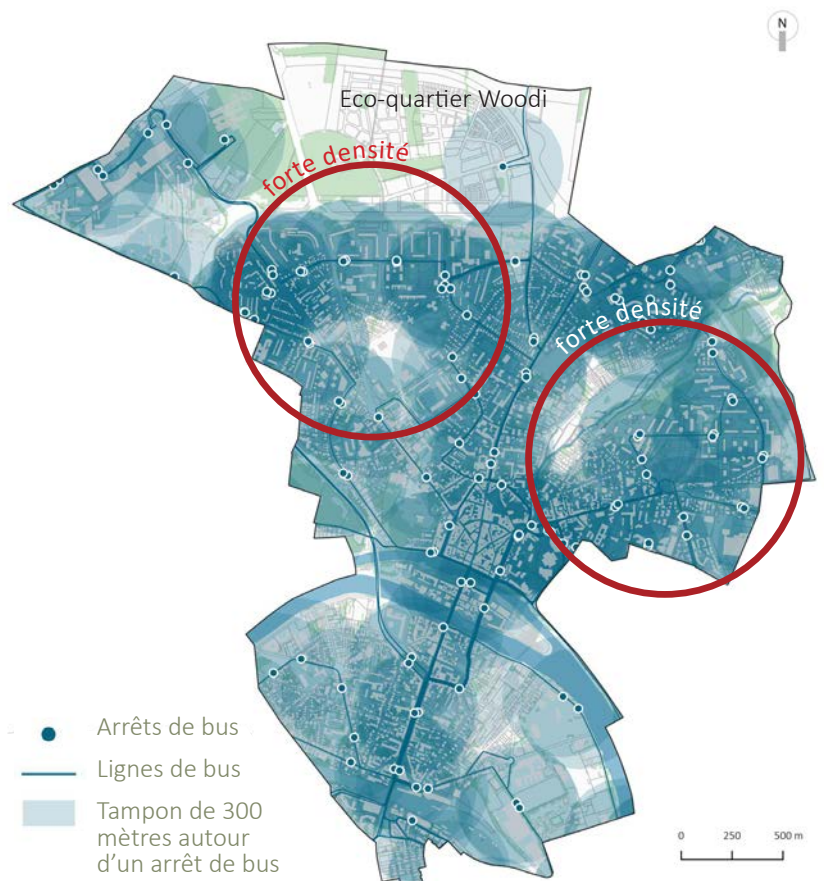 N
Eco-quartier Woodi
forte densité
forte densité
Arrêts de bus
Lignes de bus
Tampon de 300
mètres autour
d'un arrêt de bus
0 250 500 m